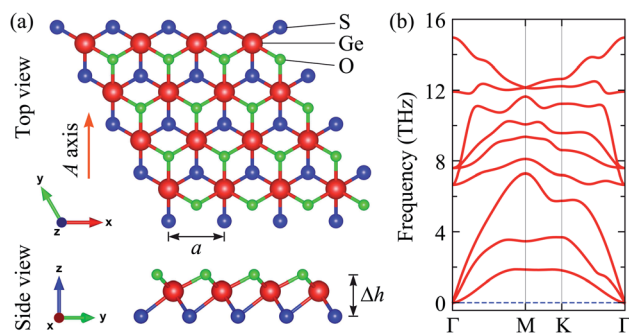 (a)
S
Ge
O
Top view
A axis
y
z
x
a
Side view
z
x
y
Δh
(b)
Frequency (THz)
16
12
8
4
0
Γ M K Γ